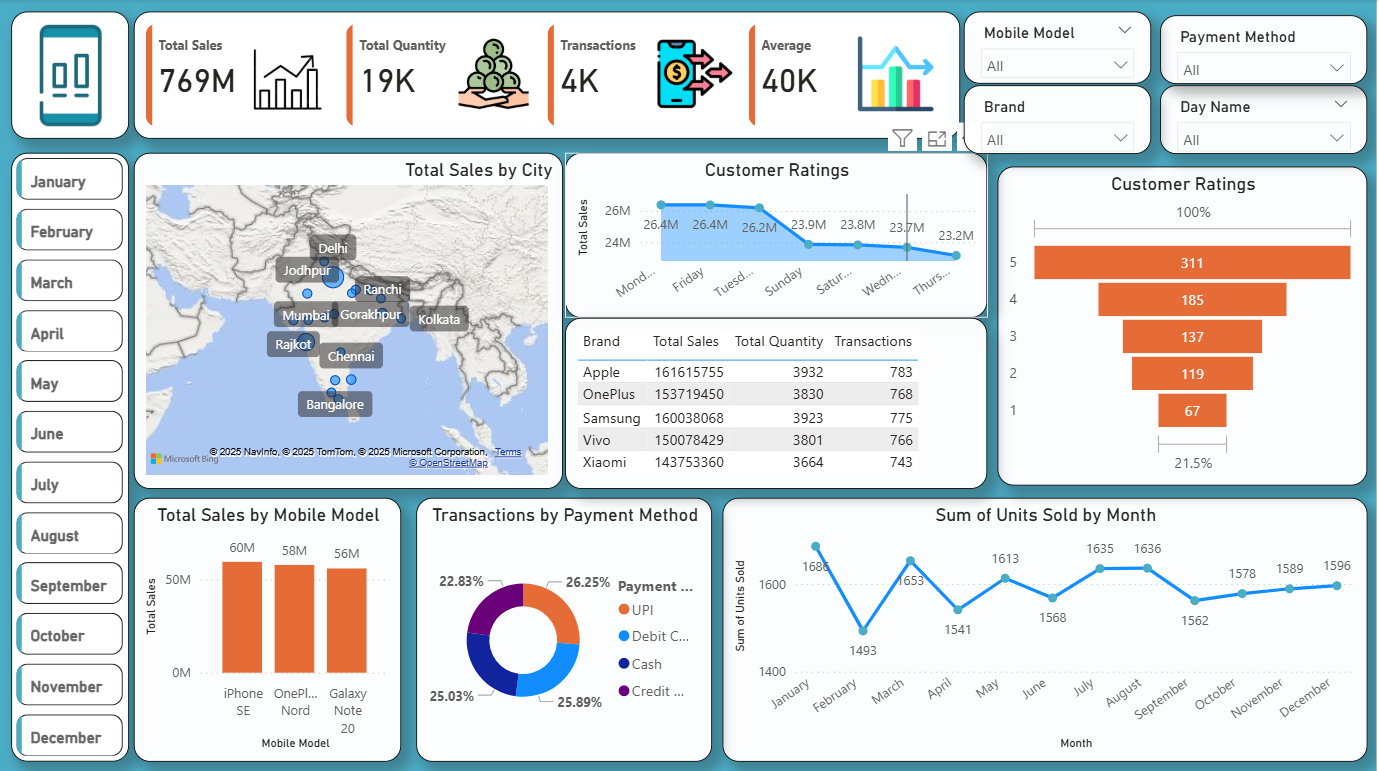 Total Sales
769M
Total Quantity
19K
Transactions
4K
Average
40K
Mobile Model
All
Payment Method
All
Brand
All
Day Name
All
January
February
March
April
May
June
July
August
September
October
November
December
Total Sales by City
Delhi
Jodhpur
Ranchi
Mumbai
Gorakhpur
Kolkata
Rajkot
Chennai
Bangalore
Microsoft Bing
© 2025 NavInfo, © 2025 TomTom, © 2025 Microsoft Corporation, Terms
© OpenStreetMap
Customer Ratings
Total Sales
26M
24M
26.4M 26.4M 26.2M 23.9M 23.8M 23.7M 23.2M
Mond... Friday Tuesd... Sunday Satur... Wedn... Thurs...
Brand Total Sales Total Quantity Transactions
Apple 161615755 3932 783
OnePlus 153719450 3830 768
Samsung 160038068 3923 775
Vivo 150078429 3801 766
Xiaomi 143753360 3664 743
Customer Ratings
100%
5 311
4 185
3 137
2 119
1 67
21.5%
Total Sales by Mobile Model
Total Sales
50M
0M
60M 58M 56M
iPhone SE
OnePl... Nord
Galaxy Note 20
Mobile Model
Transactions by Payment Method
22.83%
26.25%
25.03%
25.89%
Payment ...
UPI
Debit C...
Cash
Credit ...
Sum of Units Sold by Month
Sum of Units Sold
1600
1400
1686 1493 1653 1541 1613 1568 1635 1636 1562 1578 1589 1596
January February March April May June July August September October November December
Month